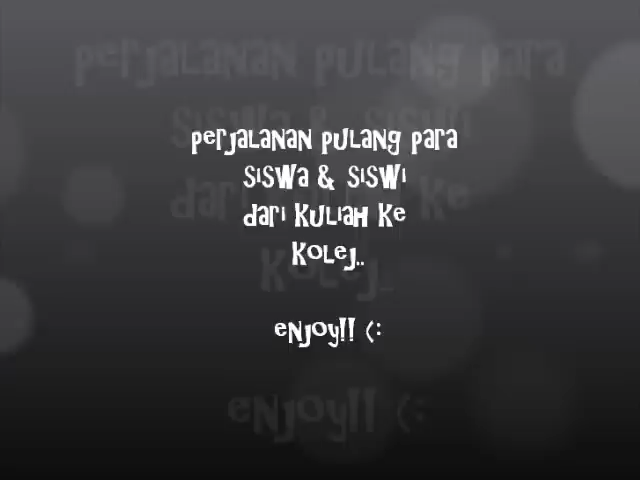 perjalanan pulang para
siswa & siswi
dari kuliah ke
kolej..
enjoy!! (: